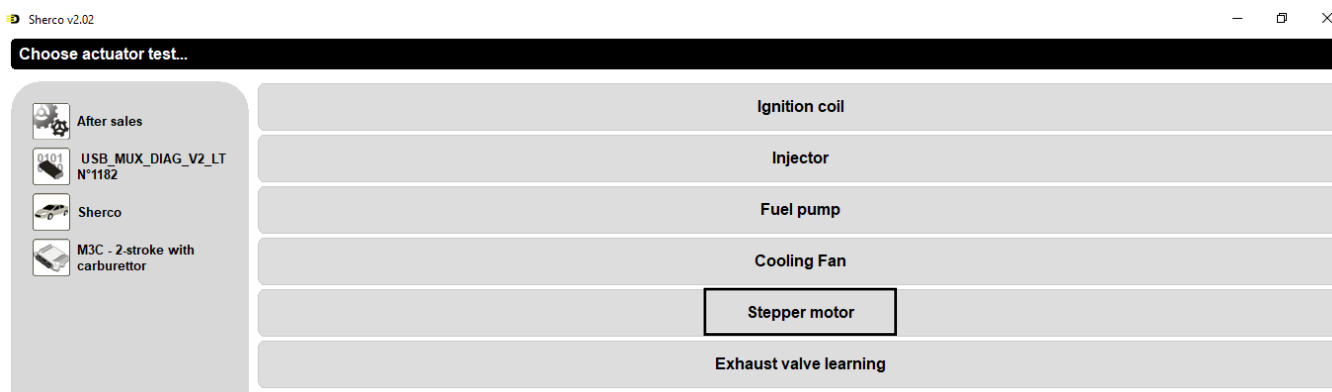 Sherco v2.02
Choose actuator test...
After sales
USB_MUX_DIAG_V2_LT
N°1182
Sherco
M3C - 2-stroke with
carburettor
Ignition coil
Injector
Fuel pump
Cooling Fan
Stepper motor
Exhaust valve learning